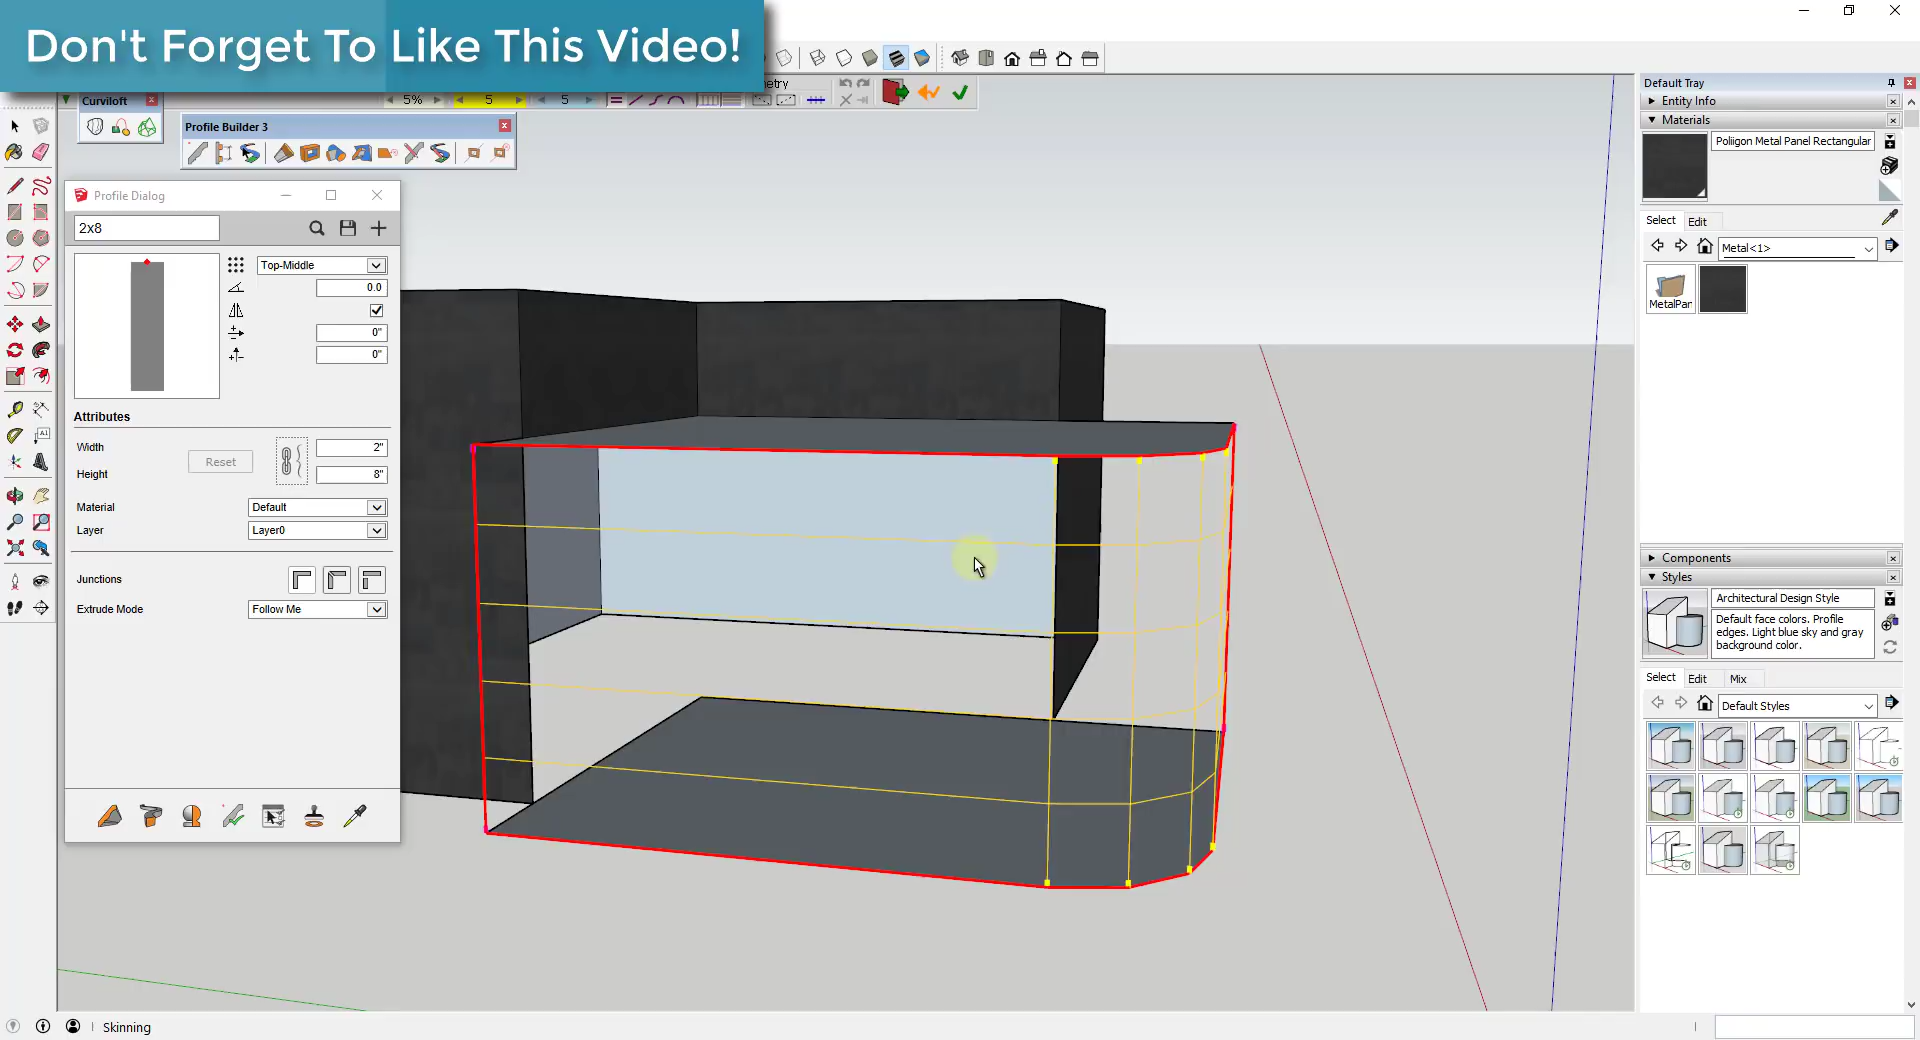 Don't Forget To Like This Video!
Curviloft
5%
5
5
Profile Builder 3
Profile Dialog
2x8
Top-Middle
0.0
0"
0"
Attributes
Width
2"
Reset
Height
8"
Material
Default
Layer
Layer0
Junctions
Extrude Mode
Follow Me
Default Tray
Entity Info
Materials
Poliigon Metal Panel Rectangular
Select
Edit
Metal<1>
MetalPar
Components
Styles
Architectural Design Style
Default face colors. Profile
edges. Light blue sky and gray
background color.
Select
Edit
Mix
Default Styles
Skinning